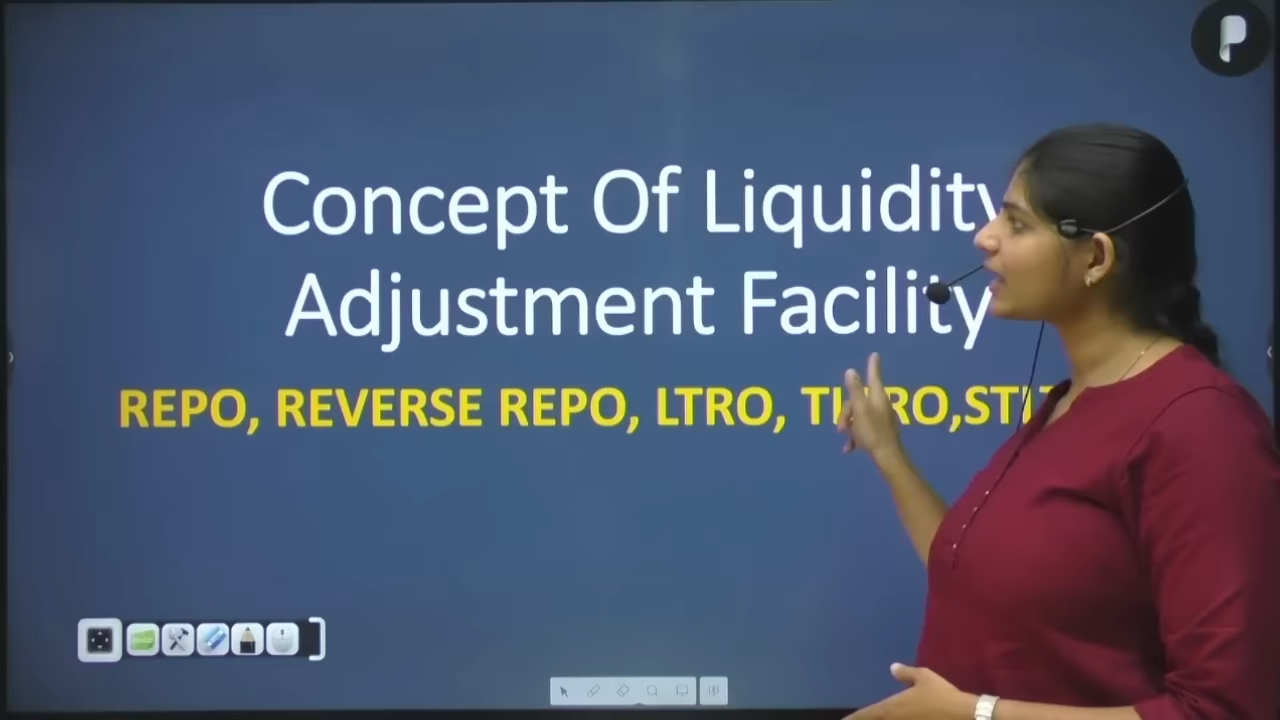 Concept Of Liquidity
Adjustment Facility
REPO, REVERSE REPO, LTRO,